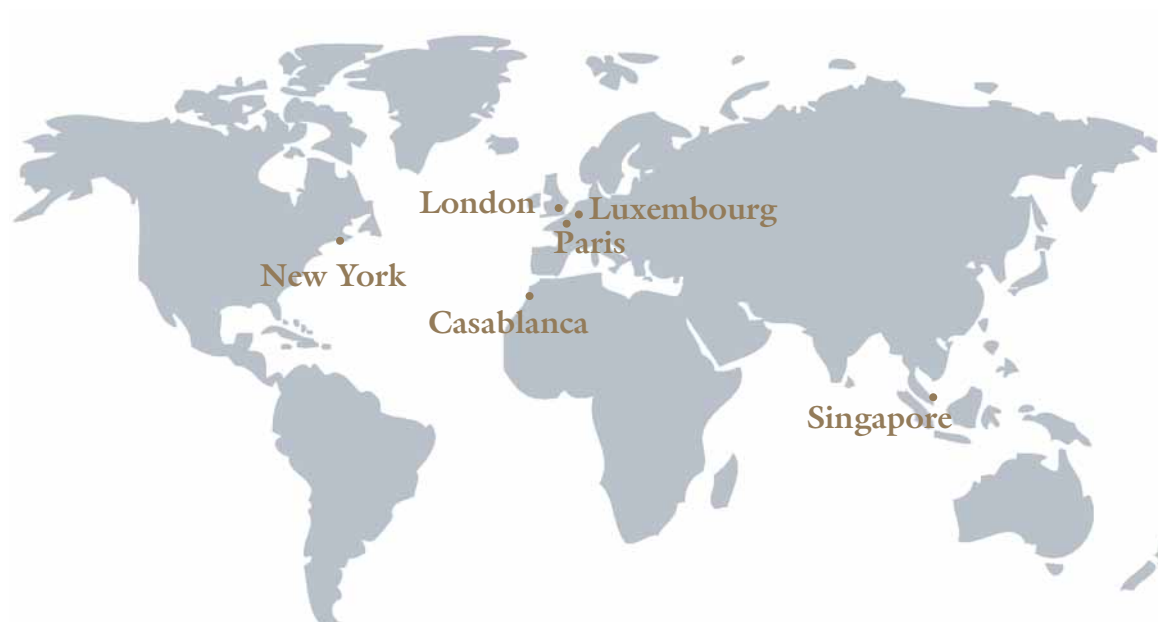 London
Luxembourg
Paris
New York
Casablanca
Singapore